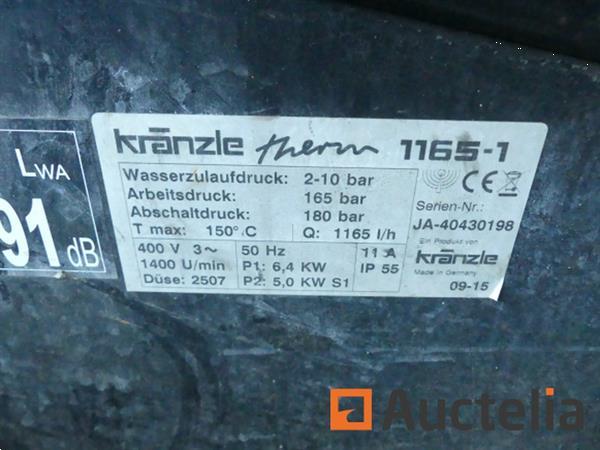 LWA
91 dB
kränzle therm 1165-1
Wasserzulaufdruck: 2-10 bar
Arbeitsdruck: 165 bar
Abschaltdruck: 180 bar
T max: 150° C Q: 1165 l/h
400 V 3~ 50 Hz 11 A
1400 U/min P1: 6,4 KW IP 55
Düse: 2507 P2: 5,0 KW S1
CE
Serien-Nr.:
JA-40430198
Ein Produkt von
kränzle
Made in Germany
09-15
Auctelia